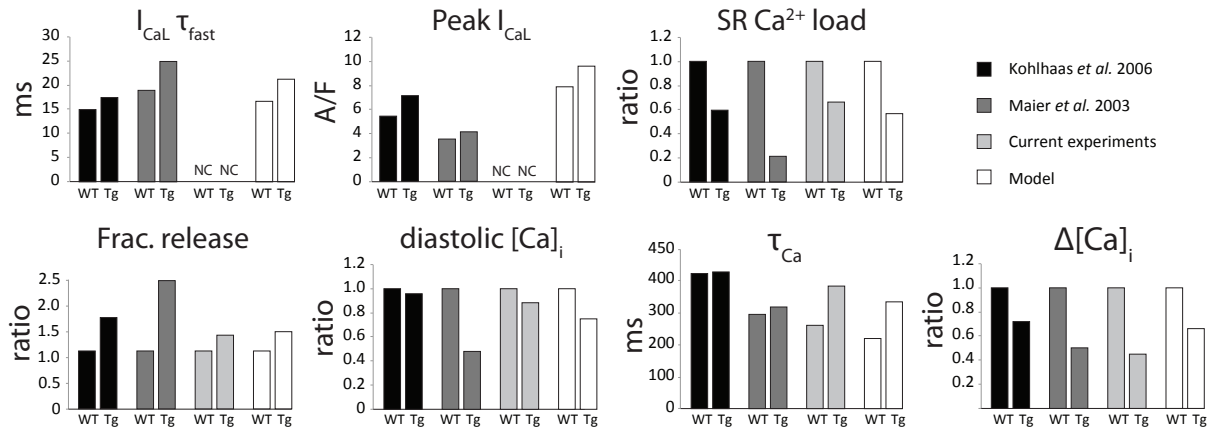 I_CaL τ_fast
ms
30
25
20
15
10
5
0
NC NC
WT Tg WT Tg WT Tg WT Tg
Peak I_CaL
A/F
12
10
8
6
4
2
0
NC NC
WT Tg WT Tg WT Tg WT Tg
SR Ca²⁺ load
ratio
1.2
1.0
0.8
0.6
0.4
0.2
0
WT Tg WT Tg WT Tg WT Tg
Kohlhaas et al. 2006
Maier et al. 2003
Current experiments
Model
Frac. release
ratio
2.5
2.0
1.5
1.0
0.5
0
WT Tg WT Tg WT Tg WT Tg
diastolic [Ca]_i
ratio
1.2
1.0
0.8
0.6
0.4
0.2
0
WT Tg WT Tg WT Tg WT Tg
τ_Ca
ms
450
400
300
200
100
000
WT Tg WT Tg WT Tg WT Tg
Δ[Ca]_i
ratio
1.2
1.0
0.8
0.6
0.4
0.2
WT Tg WT Tg WT Tg WT Tg